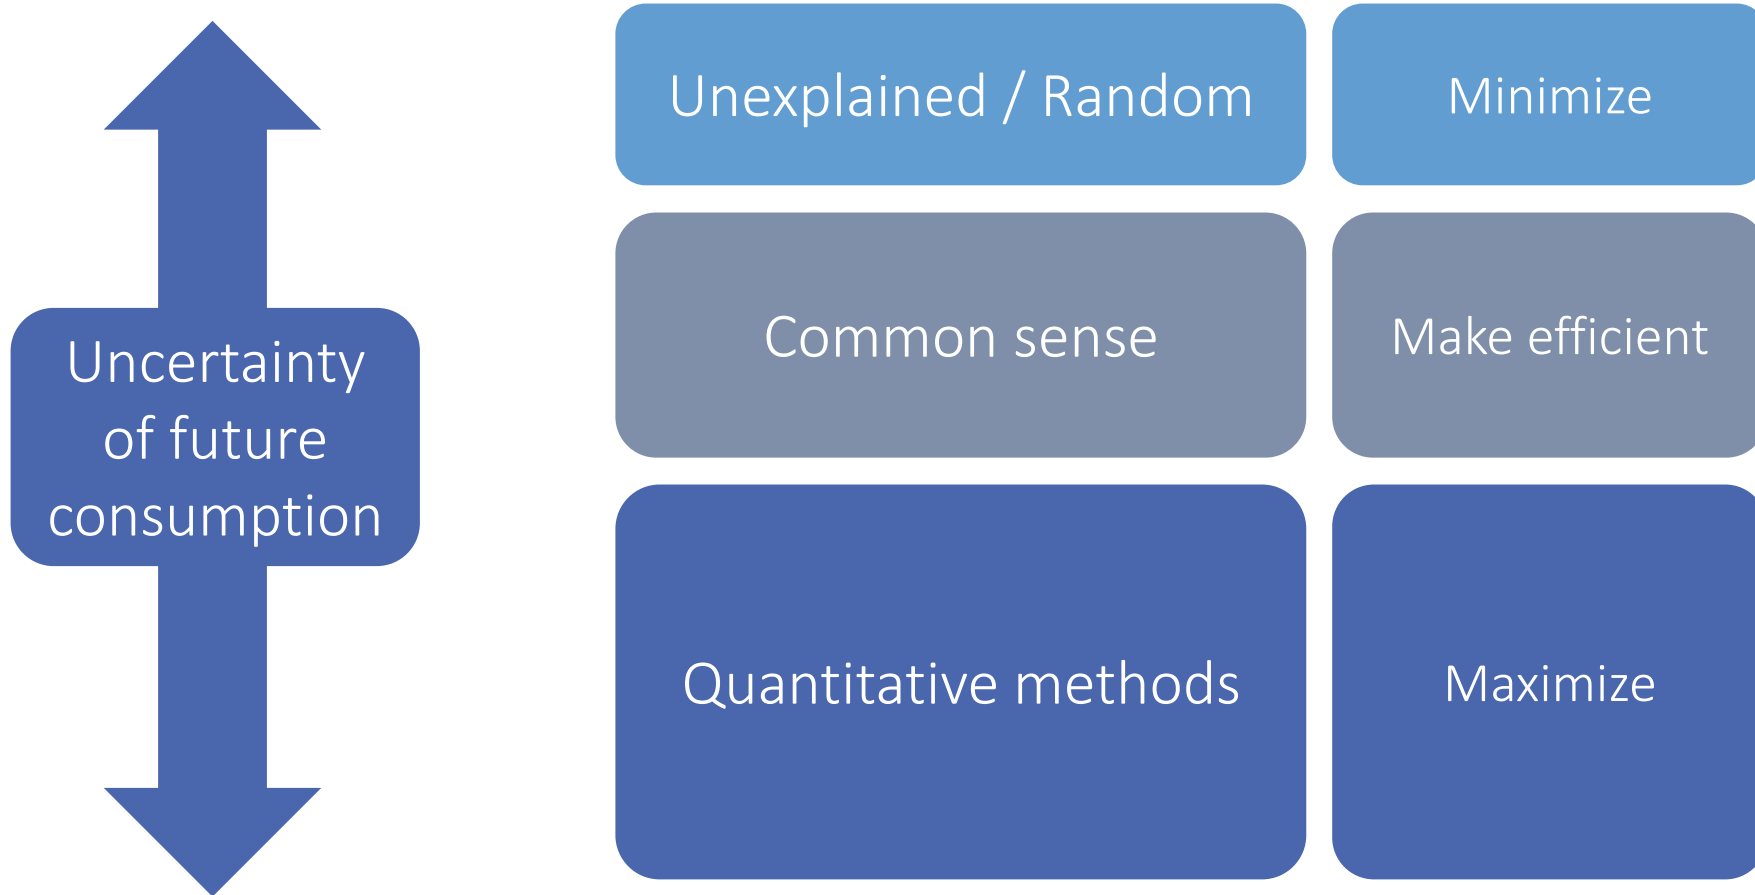 Uncertainty
of future
consumption
Unexplained / Random
Minimize
Common sense
Make efficient
Quantitative methods
Maximize